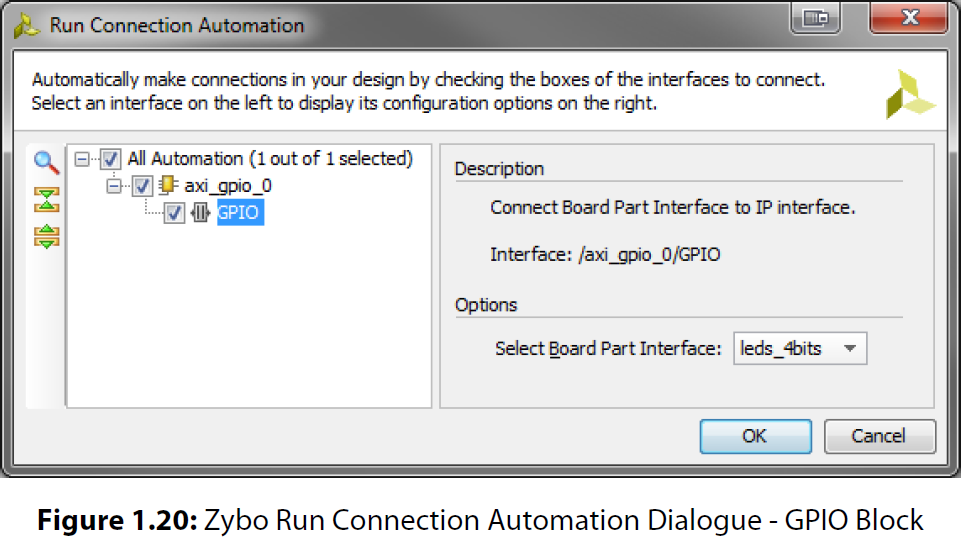 Run Connection Automation
Automatically make connections in your design by checking the boxes of the interfaces to connect.
Select an interface on the left to display its configuration options on the right.
All Automation (1 out of 1 selected)
axi_gpio_0
GPIO
Description
Connect Board Part Interface to IP interface.
Interface: /axi_gpio_0/GPIO
Options
Select Board Part Interface: leds_4bits
OK Cancel
Figure 1.20: Zybo Run Connection Automation Dialogue - GPIO Block